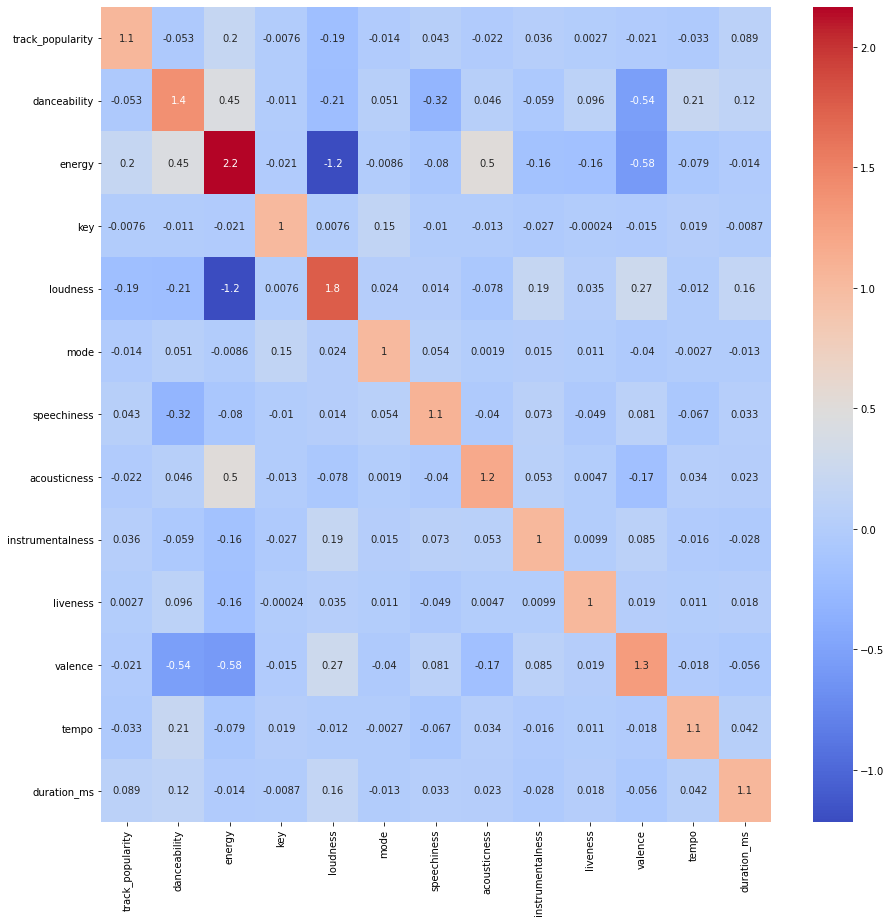 track_popularity 1.1 -0.053 0.2 -0.0076 -0.19 -0.014 0.043 -0.022 0.036 0.0027 -0.021 -0.033 0.089
danceability -0.053 1.4 0.45 -0.011 -0.21 0.051 -0.32 0.046 -0.059 0.096 -0.54 0.21 0.12
energy 0.2 0.45 2.2 -0.021 -1.2 -0.0086 -0.08 0.5 -0.16 -0.16 -0.58 -0.079 -0.014
key -0.0076 -0.011 -0.021 1 0.0076 0.15 -0.01 -0.013 -0.027 -0.00024 -0.015 0.019 -0.0087
loudness -0.19 -0.21 -1.2 0.0076 1.8 0.024 0.014 -0.078 0.19 0.035 0.27 -0.012 0.16
mode -0.014 0.051 -0.0086 0.15 0.024 1 0.054 0.0019 0.015 0.011 -0.04 -0.0027 -0.013
speechiness 0.043 -0.32 -0.08 -0.01 0.014 0.054 1.1 -0.04 0.073 -0.049 0.081 -0.067 0.033
acousticness -0.022 0.046 0.5 -0.013 -0.078 0.0019 -0.04 1.2 0.053 0.0047 -0.17 0.034 0.023
instrumentalness 0.036 -0.059 -0.16 -0.027 0.19 0.015 0.073 0.053 1 0.0099 0.085 -0.016 -0.028
liveness 0.0027 0.096 -0.16 -0.00024 0.035 0.011 -0.049 0.0047 0.0099 1 0.019 0.011 0.018
valence -0.021 -0.54 -0.58 -0.015 0.27 -0.04 0.081 -0.17 0.085 0.019 1.3 -0.018 -0.056
tempo -0.033 0.21 -0.079 0.019 -0.012 -0.0027 -0.067 0.034 -0.016 0.011 -0.018 1.1 0.042
duration_ms 0.089 0.12 -0.014 -0.0087 0.16 -0.013 0.033 0.023 -0.028 0.018 -0.056 0.042 1.1
track_popularity danceability energy key loudness mode speechiness acousticness instrumentalness liveness valence tempo duration_ms
2.0
1.5
1.0
0.5
0.0
−0.5
−1.0